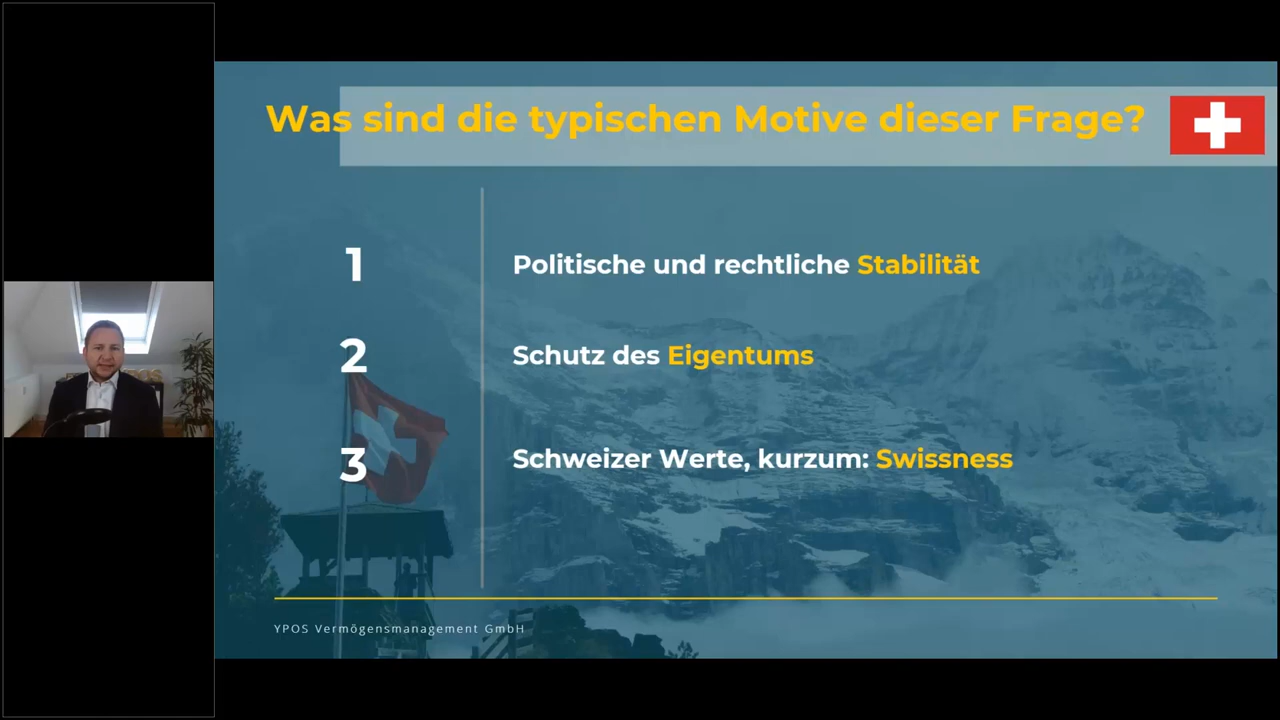 Was sind die typischen Motive dieser Frage?
1 Politische und rechtliche Stabilität
2 Schutz des Eigentums
3 Schweizer Werte, kurzum: Swissness
YPOS Vermögensmanagement GmbH